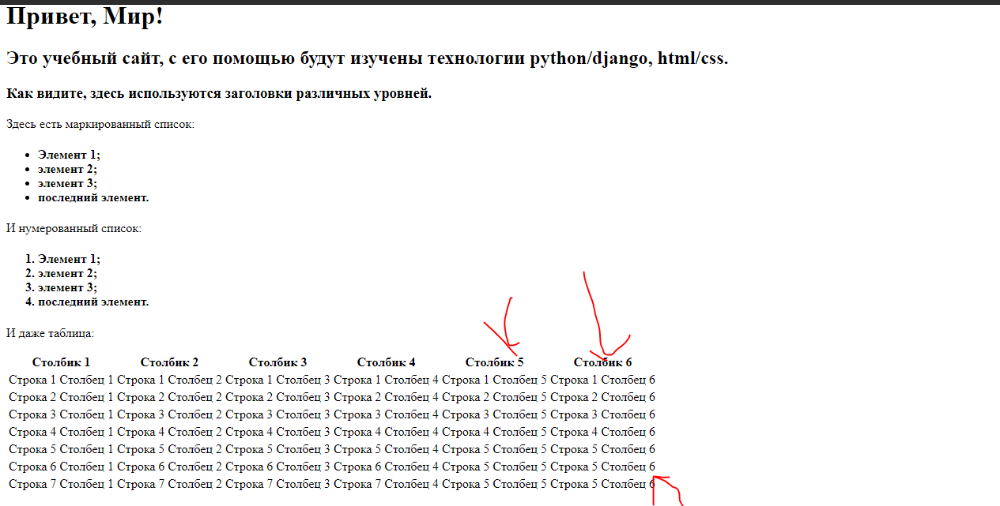 Привет, Мир!
Это учебный сайт, с его помощью будут изучены технологии python/django, html/css.
Как видите, здесь используются заголовки различных уровней.
Здесь есть маркированный список:
• Элемент 1;
• элемент 2;
• элемент 3;
• последний элемент.
И нумерованный список:
1. Элемент 1;
2. элемент 2;
3. элемент 3;
4. последний элемент.
И даже таблица:
Столбик 1 Столбик 2 Столбик 3 Столбик 4 Столбик 5 Столбик 6
Строка 1 Столбец 1 Строка 1 Столбец 2 Строка 1 Столбец 3 Строка 1 Столбец 4 Строка 1 Столбец 5 Строка 1 Столбец 6
Строка 2 Столбец 1 Строка 2 Столбец 2 Строка 2 Столбец 3 Строка 2 Столбец 4 Строка 2 Столбец 5 Строка 2 Столбец 6
Строка 3 Столбец 1 Строка 3 Столбец 2 Строка 3 Столбец 3 Строка 3 Столбец 4 Строка 3 Столбец 5 Строка 3 Столбец 6
Строка 4 Столбец 1 Строка 4 Столбец 2 Строка 4 Столбец 3 Строка 4 Столбец 4 Строка 4 Столбец 5 Строка 4 Столбец 6
Строка 5 Столбец 1 Строка 5 Столбец 2 Строка 5 Столбец 3 Строка 5 Столбец 4 Строка 5 Столбец 5 Строка 5 Столбец 6
Строка 6 Столбец 1 Строка 6 Столбец 2 Строка 6 Столбец 3 Строка 6 Столбец 4 Строка 5 Столбец 5 Строка 5 Столбец 6
Строка 7 Столбец 1 Строка 7 Столбец 2 Строка 7 Столбец 3 Строка 7 Столбец 4 Строка 5 Столбец 5 Строка 5 Столбец 6